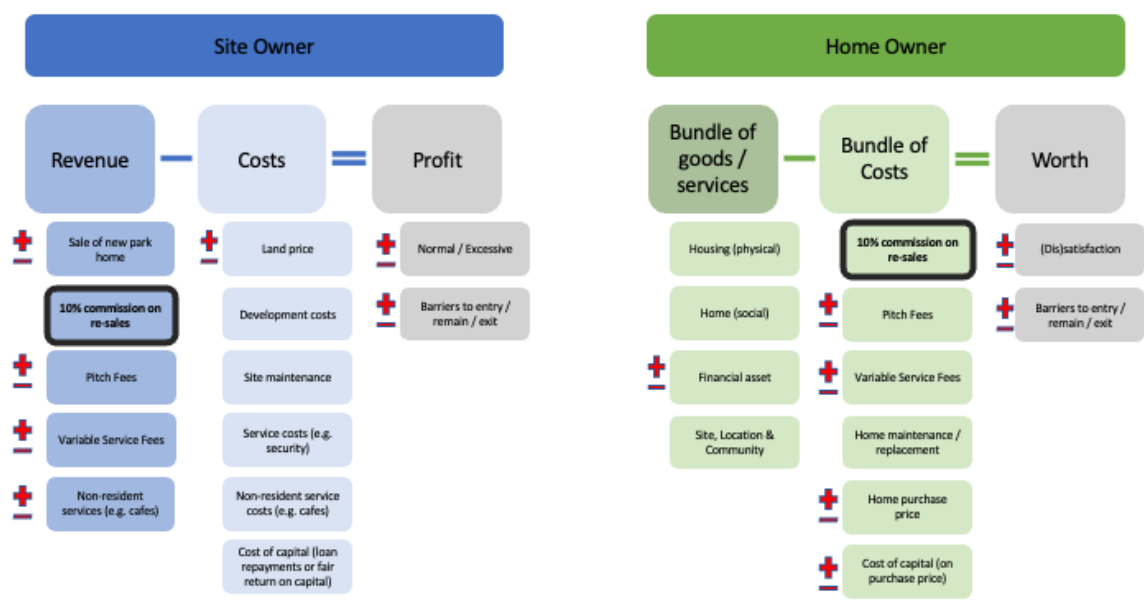 Site Owner
Home Owner
Revenue
Costs
Profit
Bundle of
goods /
services
Bundle of
Costs
Worth
Sale of new park
home
10% commission on
re-sales
Pitch Fees
Variable Service Fees
Non-resident
services (e.g. cafes)
Land price
Development costs
Site maintenance
Service costs (e.g.
security)
Non-resident service
costs (e.g. cafes)
Cost of capital (loan
repayments or fair
return on capital)
Normal / Excessive
Barriers to entry /
remain / exit
Housing (physical)
Home (social)
Financial asset
Site, Location &
Community
10% commission on
re-sales
Pitch Fees
Variable Service Fees
Home maintenance /
replacement
Home purchase
price
Cost of capital (on
purchase price)
(Dis)satisfaction
Barriers to entry /
remain / exit